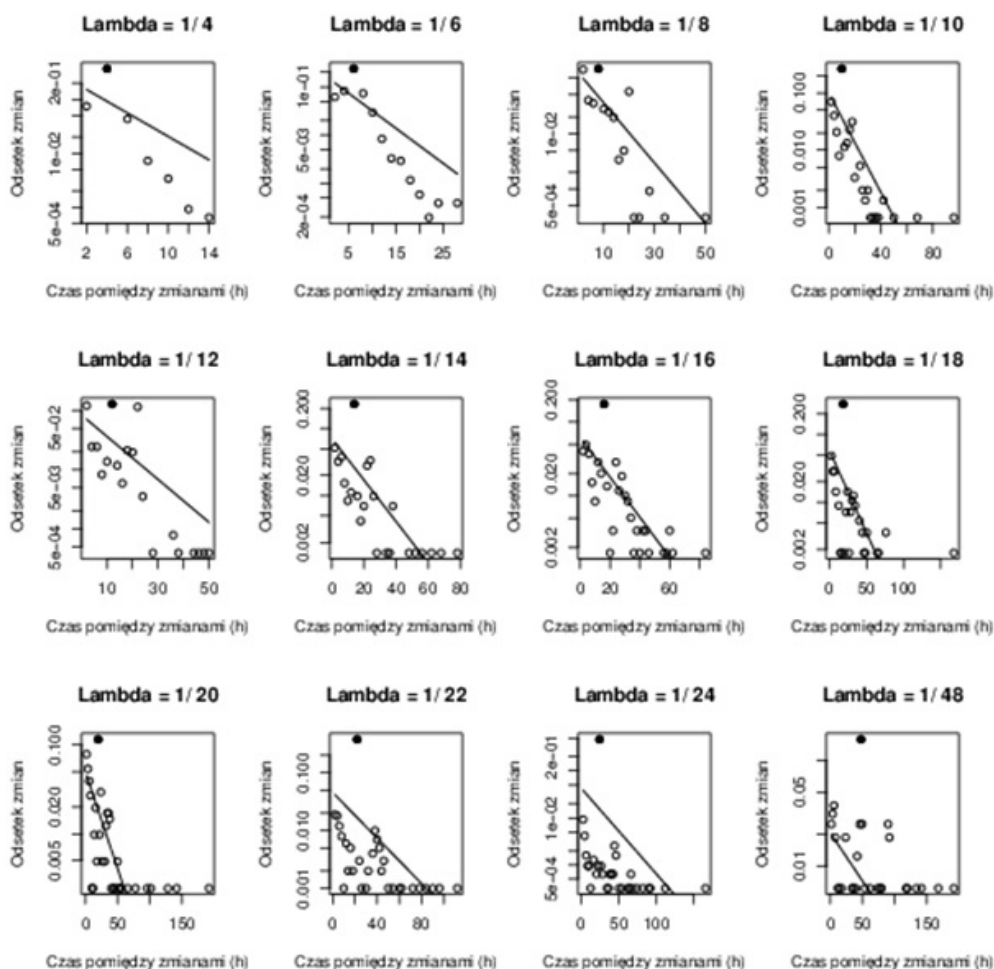 Lambda = 1/ 4
Odsetek zmian
2e-01
1e-02
5e-04
2 6 10 14
Czas pomiędzy zmianami (h)
Lambda = 1/ 6
Odsetek zmian
1e-01
5e-03
2e-04
5 15 25
Czas pomiędzy zmianami (h)
Lambda = 1/ 8
Odsetek zmian
1e-02
5e-04
10 30 50
Czas pomiędzy zmianami (h)
Lambda = 1/ 10
Odsetek zmian
0.100
0.010
0.001
0 40 80
Czas pomiędzy zmianami (h)
Lambda = 1/ 12
Odsetek zmian
5e-02
5e-03
5e-04
10 30 50
Czas pomiędzy zmianami (h)
Lambda = 1/ 14
Odsetek zmian
0.200
0.020
0.002
0 20 40 60 80
Czas pomiędzy zmianami (h)
Lambda = 1/ 16
Odsetek zmian
0.200
0.020
0.002
0 20 60
Czas pomiędzy zmianami (h)
Lambda = 1/ 18
Odsetek zmian
0.200
0.020
0.002
0 50 100
Czas pomiędzy zmianami (h)
Lambda = 1/ 20
Odsetek zmian
0.100
0.020
0.005
0 50 150
Czas pomiędzy zmianami (h)
Lambda = 1/ 22
Odsetek zmian
0.100
0.010
0.001
0 40 80
Czas pomiędzy zmianami (h)
Lambda = 1/ 24
Odsetek zmian
2e-01
1e-02
5e-04
0 50 100
Czas pomiędzy zmianami (h)
Lambda = 1/ 48
Odsetek zmian
0.05
0.01
0 50 150
Czas pomiędzy zmianami (h)